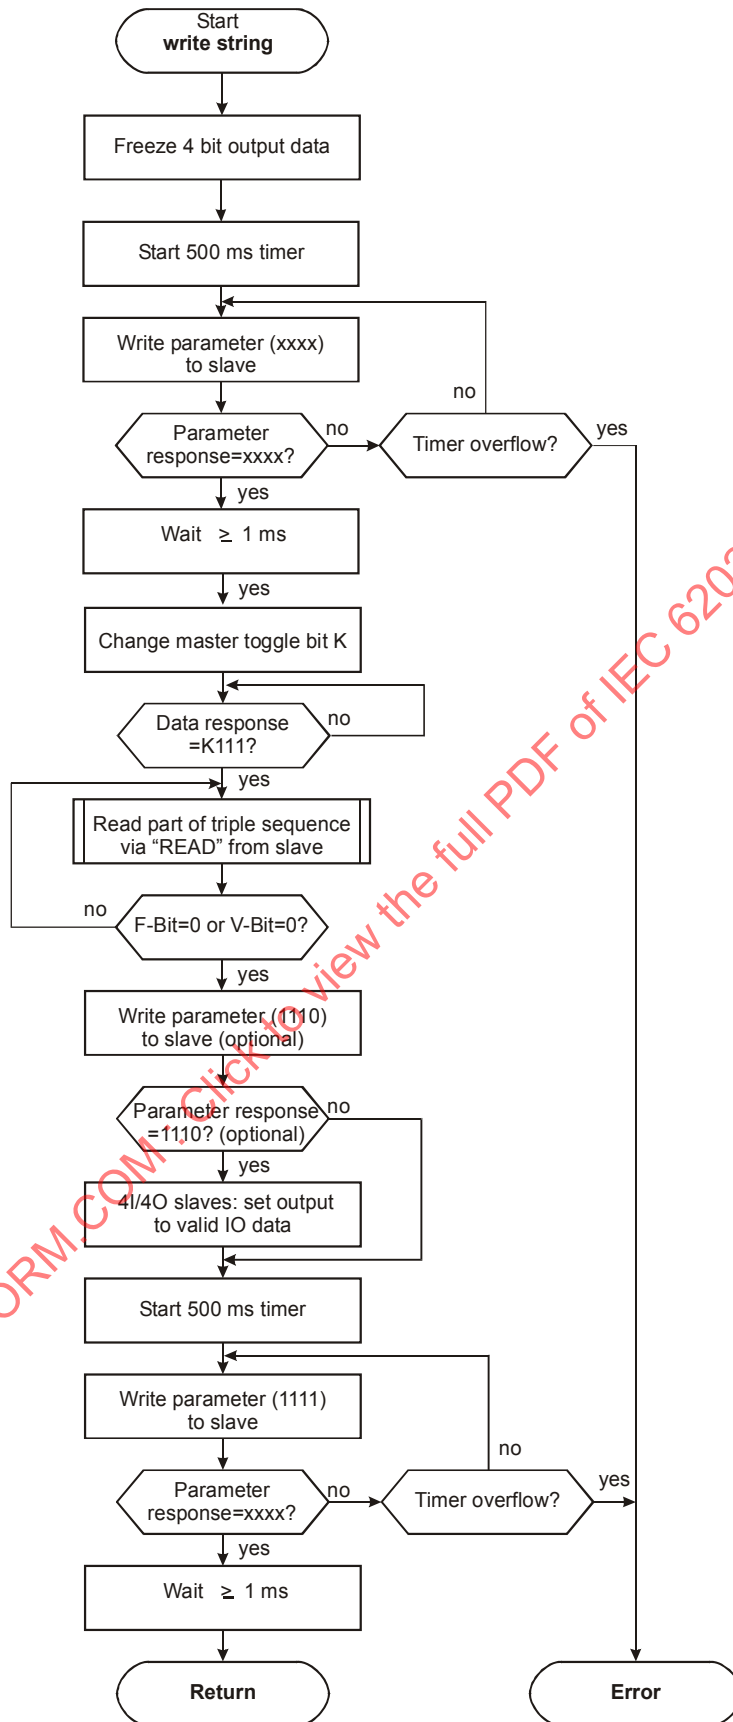 Start
write string
Freeze 4 bit output data
Start 500 ms timer
Write parameter (xxxx)
to slave
no
Parameter
response=xxxx?
no
Timer overflow?
yes
yes
Wait ≥ 1 ms
yes
Change master toggle bit K
Data response
=K111?
no
yes
Read part of triple sequence
via “READ” from slave
no
F-Bit=0 or V-Bit=0?
yes
Write parameter (1110)
to slave (optional)
Parameter response
=1110? (optional)
no
yes
4I/4O slaves: set output
to valid IO data
Start 500 ms timer
Write parameter (1111)
to slave
no
Parameter
response=xxxx?
no
Timer overflow?
yes
yes
Wait ≥ 1 ms
Return
Error
ORM.COM : Click to view the full PDF of IEC 6202